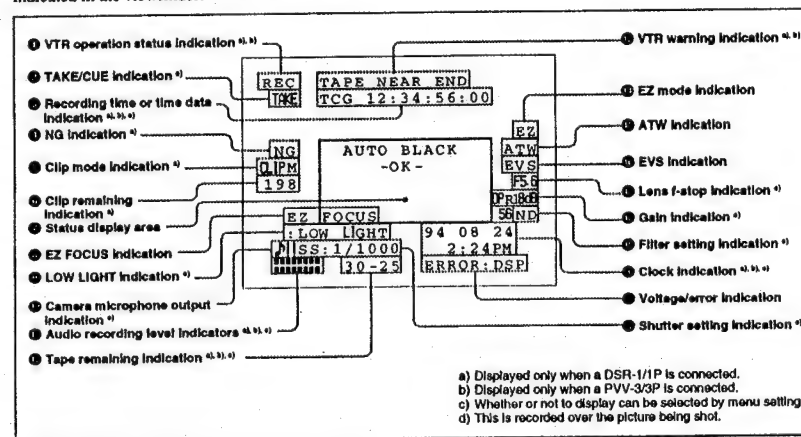 VTR operation status indication a), b)
TAKE/CUE indication
Recording time or time data
indication a), b), c)
NG indication
Clip mode indication a)
Clip remaining
indication
Status display area
EZ FOCUS indication
LOW LIGHT indication
Camera microphone output
indication
Audio recording level indicators a), b), c)
Tape remaining indication a), b), c)
REC
TAKE
TAPE NEAR END
TCG 12:34:56:00
NG
CLIPM
198
AUTO BLACK
-OK-
EZ FOCUS
:LOW LIGHT
SS:1/1000
30-25
EZ
ATW
EVS
F5.6
18dB
56 ND
94 08 24
2:24PM
ERROR:DSP
VTR warning indication a), b)
EZ mode indication
ATW indication
EVS indication
Lens f-stop indication
Gain indication
Filter setting indication
Clock indication
Voltage/error indication
Shutter setting indication
a) Displayed only when a DSR-1/1P is connected.
b) Displayed only when a PVV-3/3P is connected.
c) Whether or not to display can be selected by menu setting
d) This is recorded over the picture being shot.